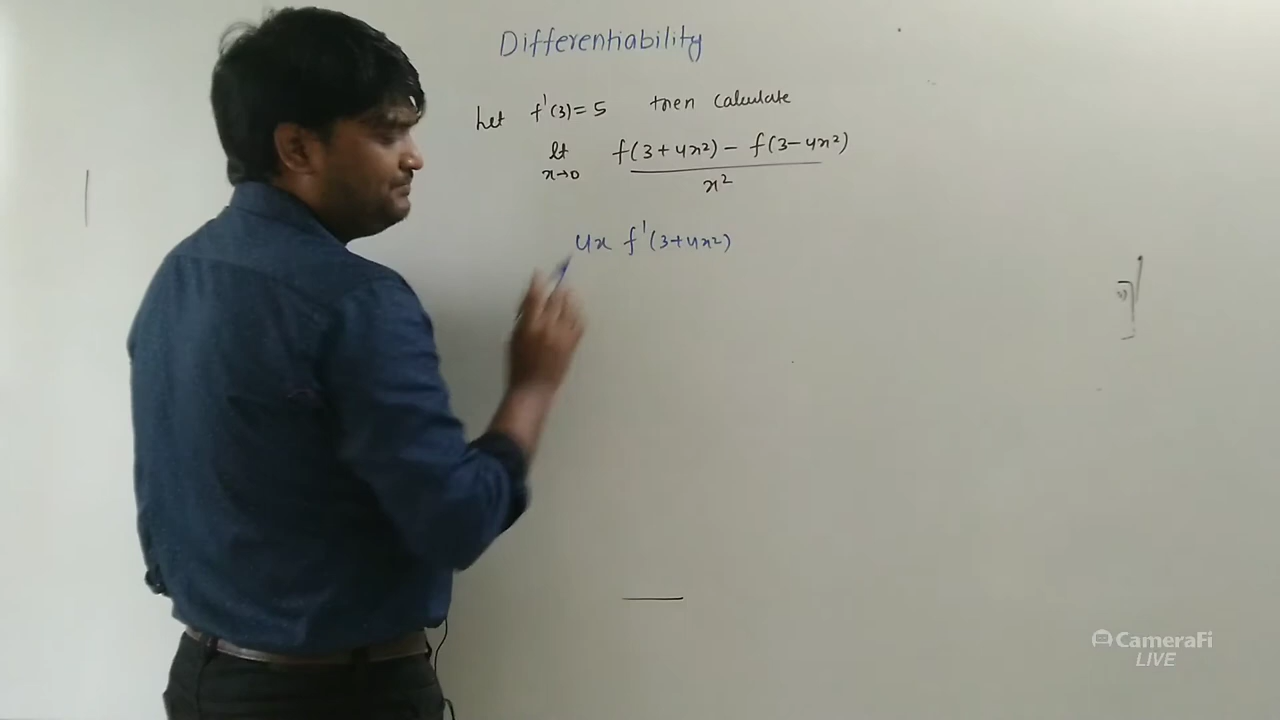 Differentiability
Let f'(3) = 5 then calculate
lt f(3+4x²) - f(3-4x²)
x→0 x²
4x f'(3+4x²)
CameraFi
LIVE